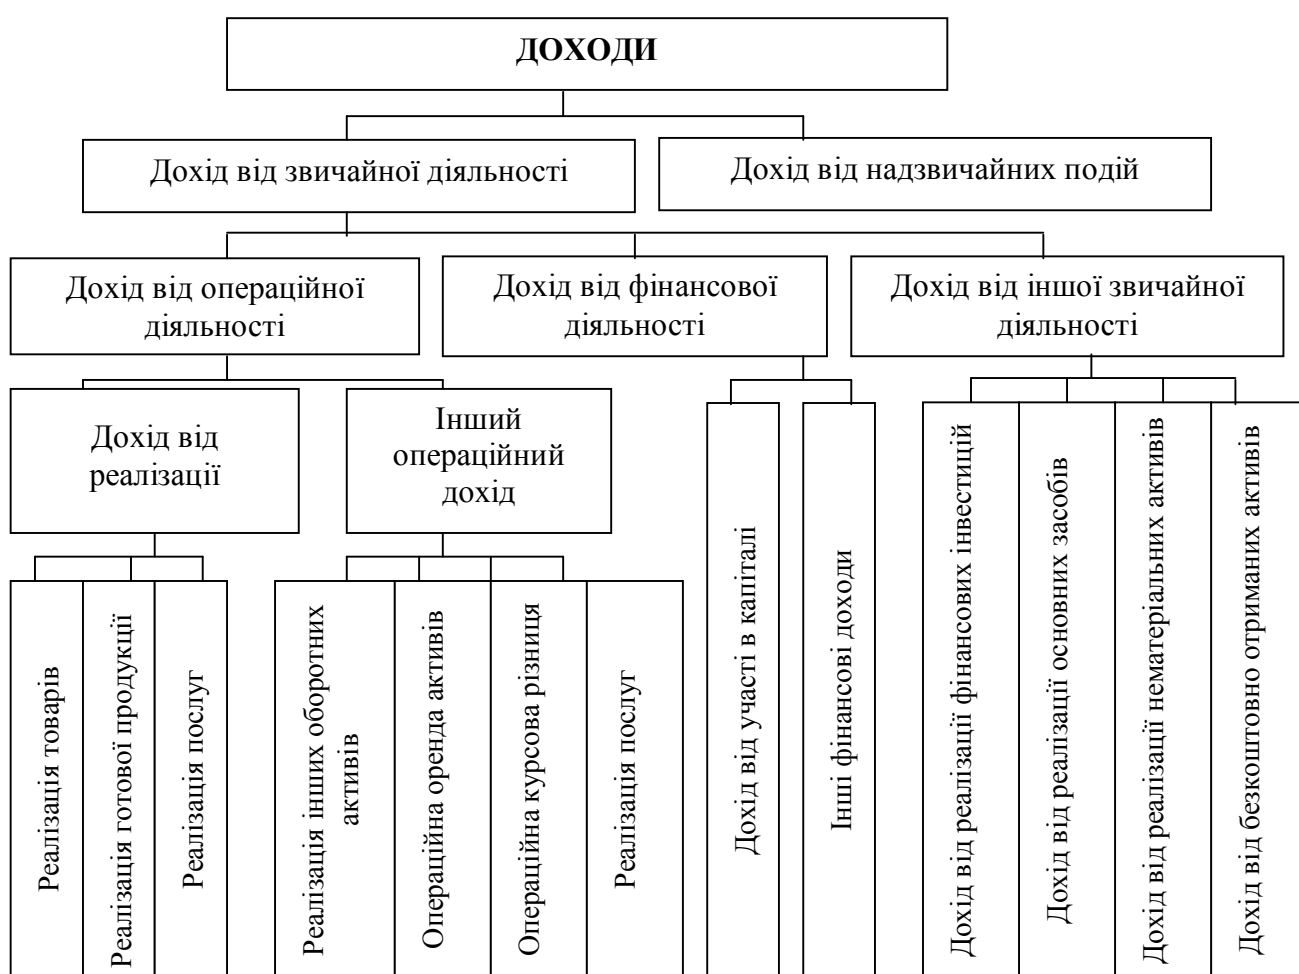 ДОХОДИ
Дохід від звичайної діяльності
Дохід від надзвичайних подій
Дохід від операційної
діяльності
Дохід від фінансової
діяльності
Дохід від іншої звичайної
діяльності
Дохід від
реалізації
Інший
операційний
дохід
Реалізація товарів
Реалізація готової продукції
Реалізація послуг
Реалізація інших оборотних
активів
Операційна оренда активів
Операційна курсова різниця
Реалізація послуг
Дохід від участі в капіталі
Інші фінансові доходи
Дохід від реалізації фінансових інвестицій
Дохід від реалізації основних засобів
Дохід від реалізації нематеріальних активів
Дохід від безкоштовно отриманих активів